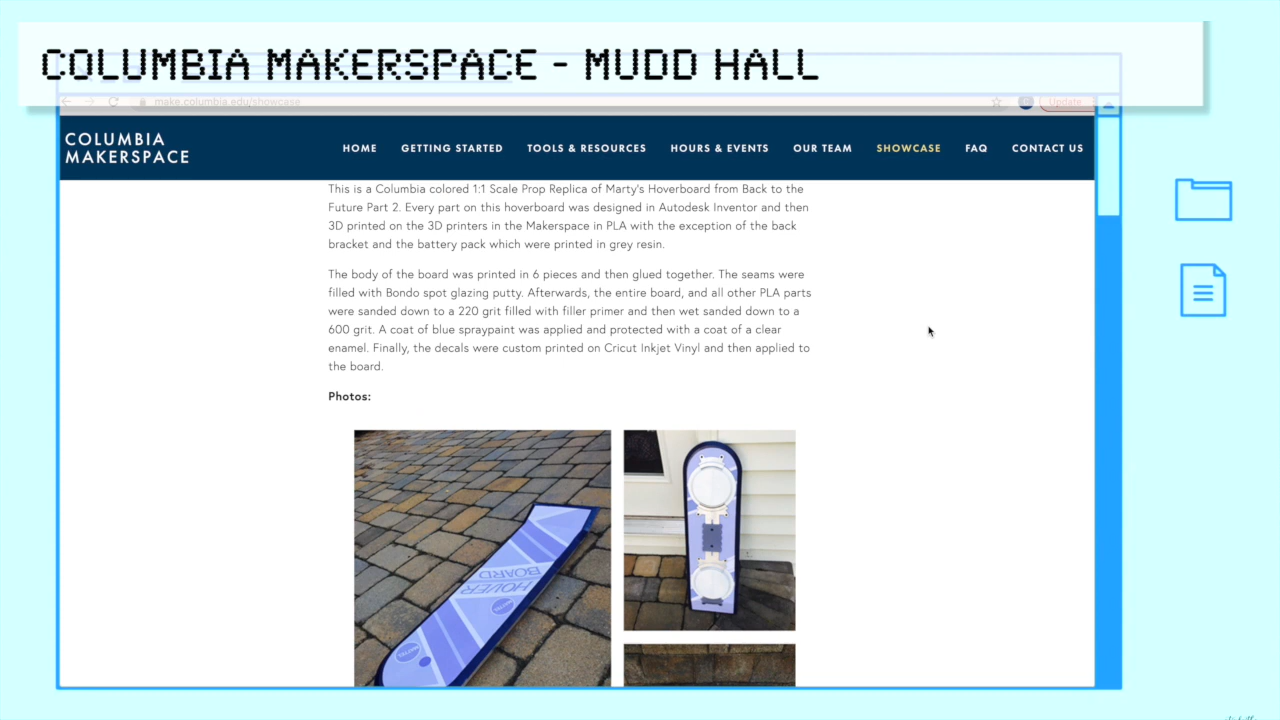 COLUMBIA MAKERSPACE - MUDD HALL
make.columbia.edu/showcase
Update
COLUMBIA
MAKERSPACE
HOME GETTING STARTED TOOLS & RESOURCES HOURS & EVENTS OUR TEAM SHOWCASE FAQ CONTACT US
This is a Columbia colored 1:1 Scale Prop Replica of Marty's Hoverboard from Back to the
Future Part 2. Every part on this hoverboard was designed in Autodesk Inventor and then
3D printed on the 3D printers in the Makerspace in PLA with the exception of the back
bracket and the battery pack which were printed in grey resin.
The body of the board was printed in 6 pieces and then glued together. The seams were
filled with Bondo spot glazing putty. Afterwards, the entire board, and all other PLA parts
were sanded down to a 220 grit filled with filler primer and then wet sanded down to a
600 grit. A coat of blue spraypaint was applied and protected with a coat of a clear
enamel. Finally, the decals were custom printed on Cricut Inkjet Vinyl and then applied to
the board.
Photos:
HOVER
BOARD